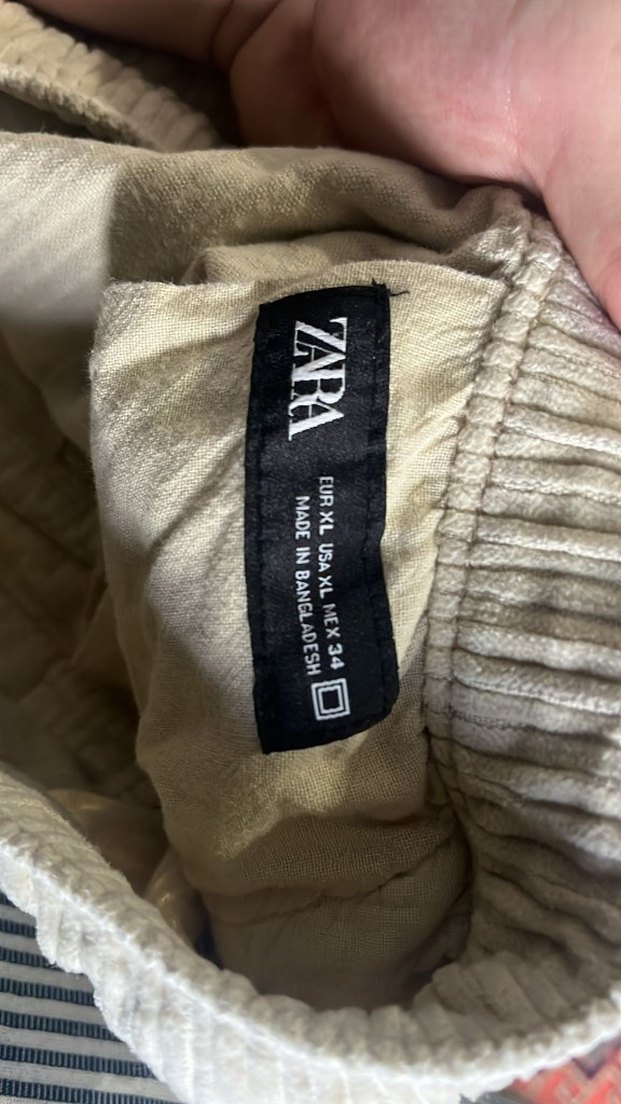 ZARA
EUR XL USA XL MEX 34
MADE IN BANGLADESH